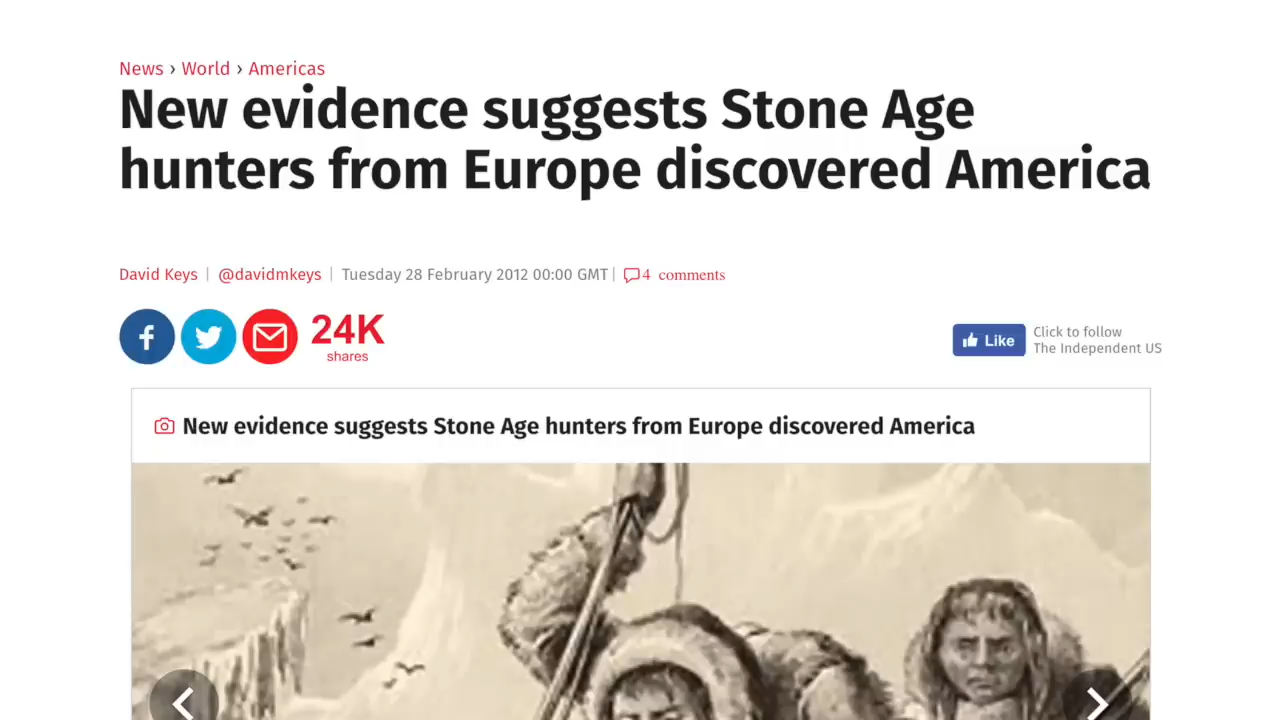 News › World › Americas
New evidence suggests Stone Age
hunters from Europe discovered America
David Keys | @davidmkeys | Tuesday 28 February 2012 00:00 GMT | 4 comments
24K
shares
Like
Click to follow
The Independent US
New evidence suggests Stone Age hunters from Europe discovered America